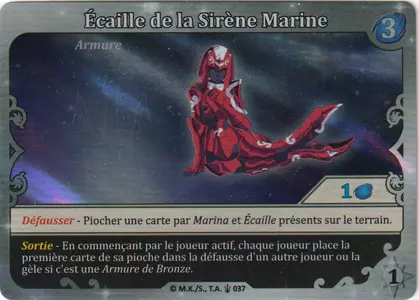 Écaille de la Sirène Marine
3
Armure
1
Défausser - Piocher une carte par Marina et Écaille présents sur le terrain.
Sortie - En commençant par le joueur actif, chaque joueur place la
première carte de sa pioche dans la défausse d'un autre joueur ou la
gèle si c'est une Armure de Bronze.
1
© M.K./S., T.A. 037